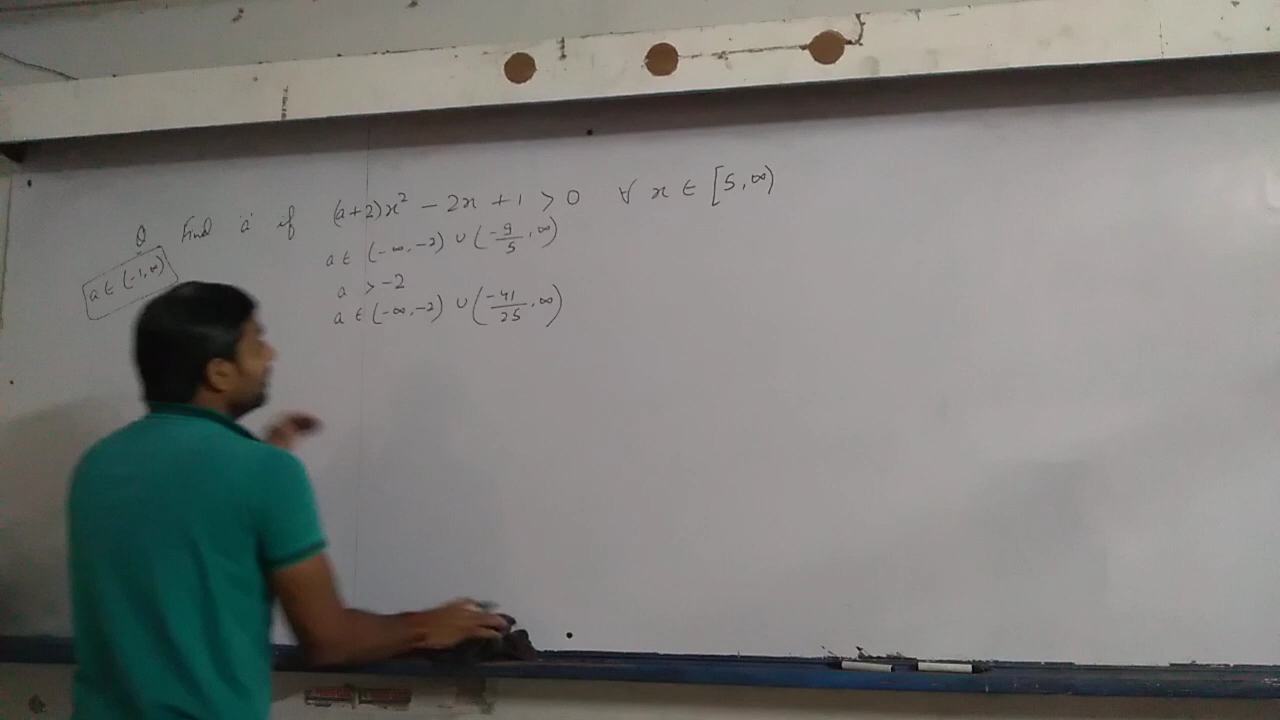 Q Find 'a' if (a+2)x² - 2x + 1 > 0 ∀ x ∈ [5, ∞)
a ∈ (-∞, -2) ∪ (-9/5, ∞)
a ∈ (-1, ∞)
a > -2
a ∈ (-∞, -2) ∪ (-41/25, ∞)